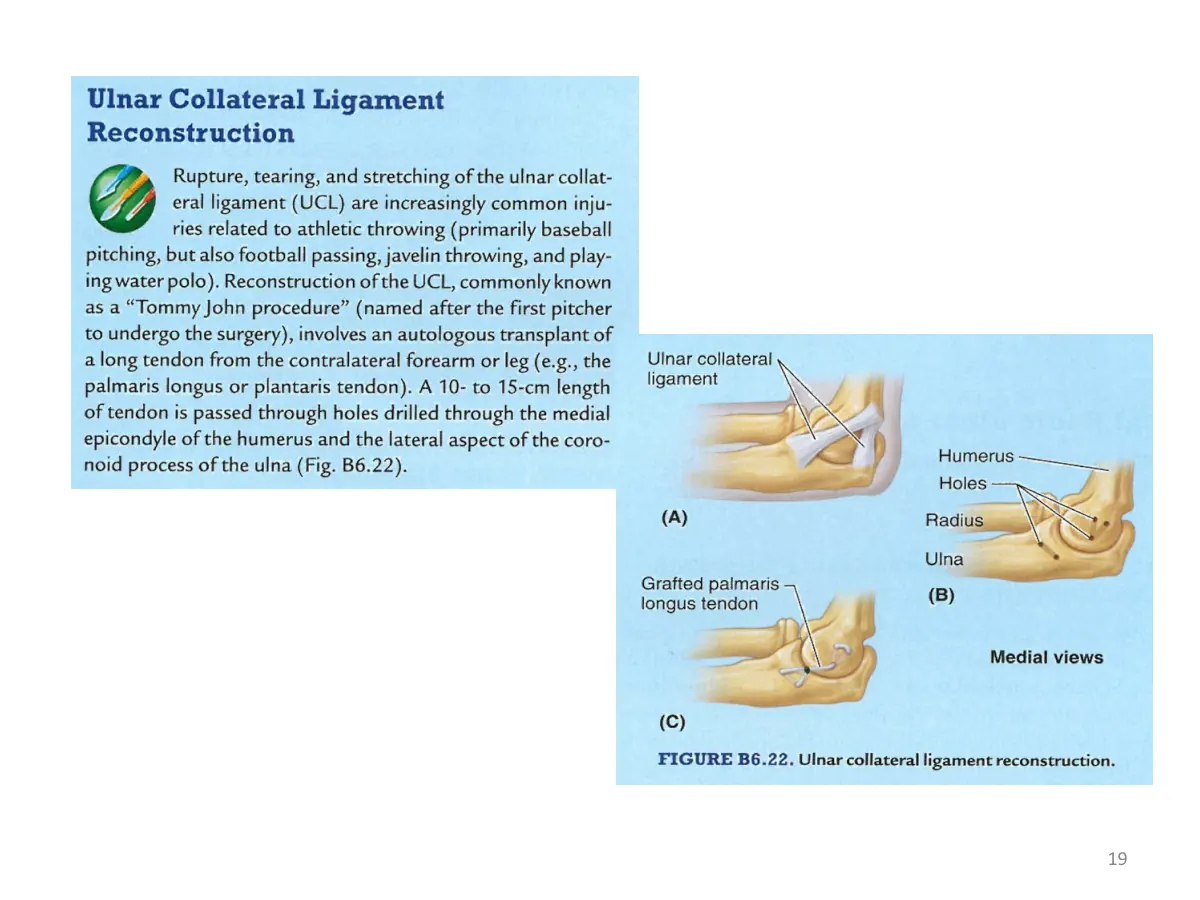 Ulnar Collateral Ligament
Reconstruction
Rupture, tearing, and stretching of the ulnar collat-
eral ligament (UCL) are increasingly common inju-
ries related to athletic throwing (primarily baseball
pitching, but also football passing, javelin throwing, and play-
ing water polo). Reconstruction of the UCL, commonly known
as a “Tommy John procedure” (named after the first pitcher
to undergo the surgery), involves an autologous transplant of
a long tendon from the contralateral forearm or leg (e.g., the
palmaris longus or plantaris tendon). A 10- to 15-cm length
of tendon is passed through holes drilled through the medial
epicondyle of the humerus and the lateral aspect of the coro-
noid process of the ulna (Fig. B6.22).
Ulnar collateral
ligament
(A)
Humerus
Holes
Radius
Ulna
(B)
Grafted palmaris
longus tendon
(C)
Medial views
FIGURE B6.22. Ulnar collateral ligament reconstruction.
19